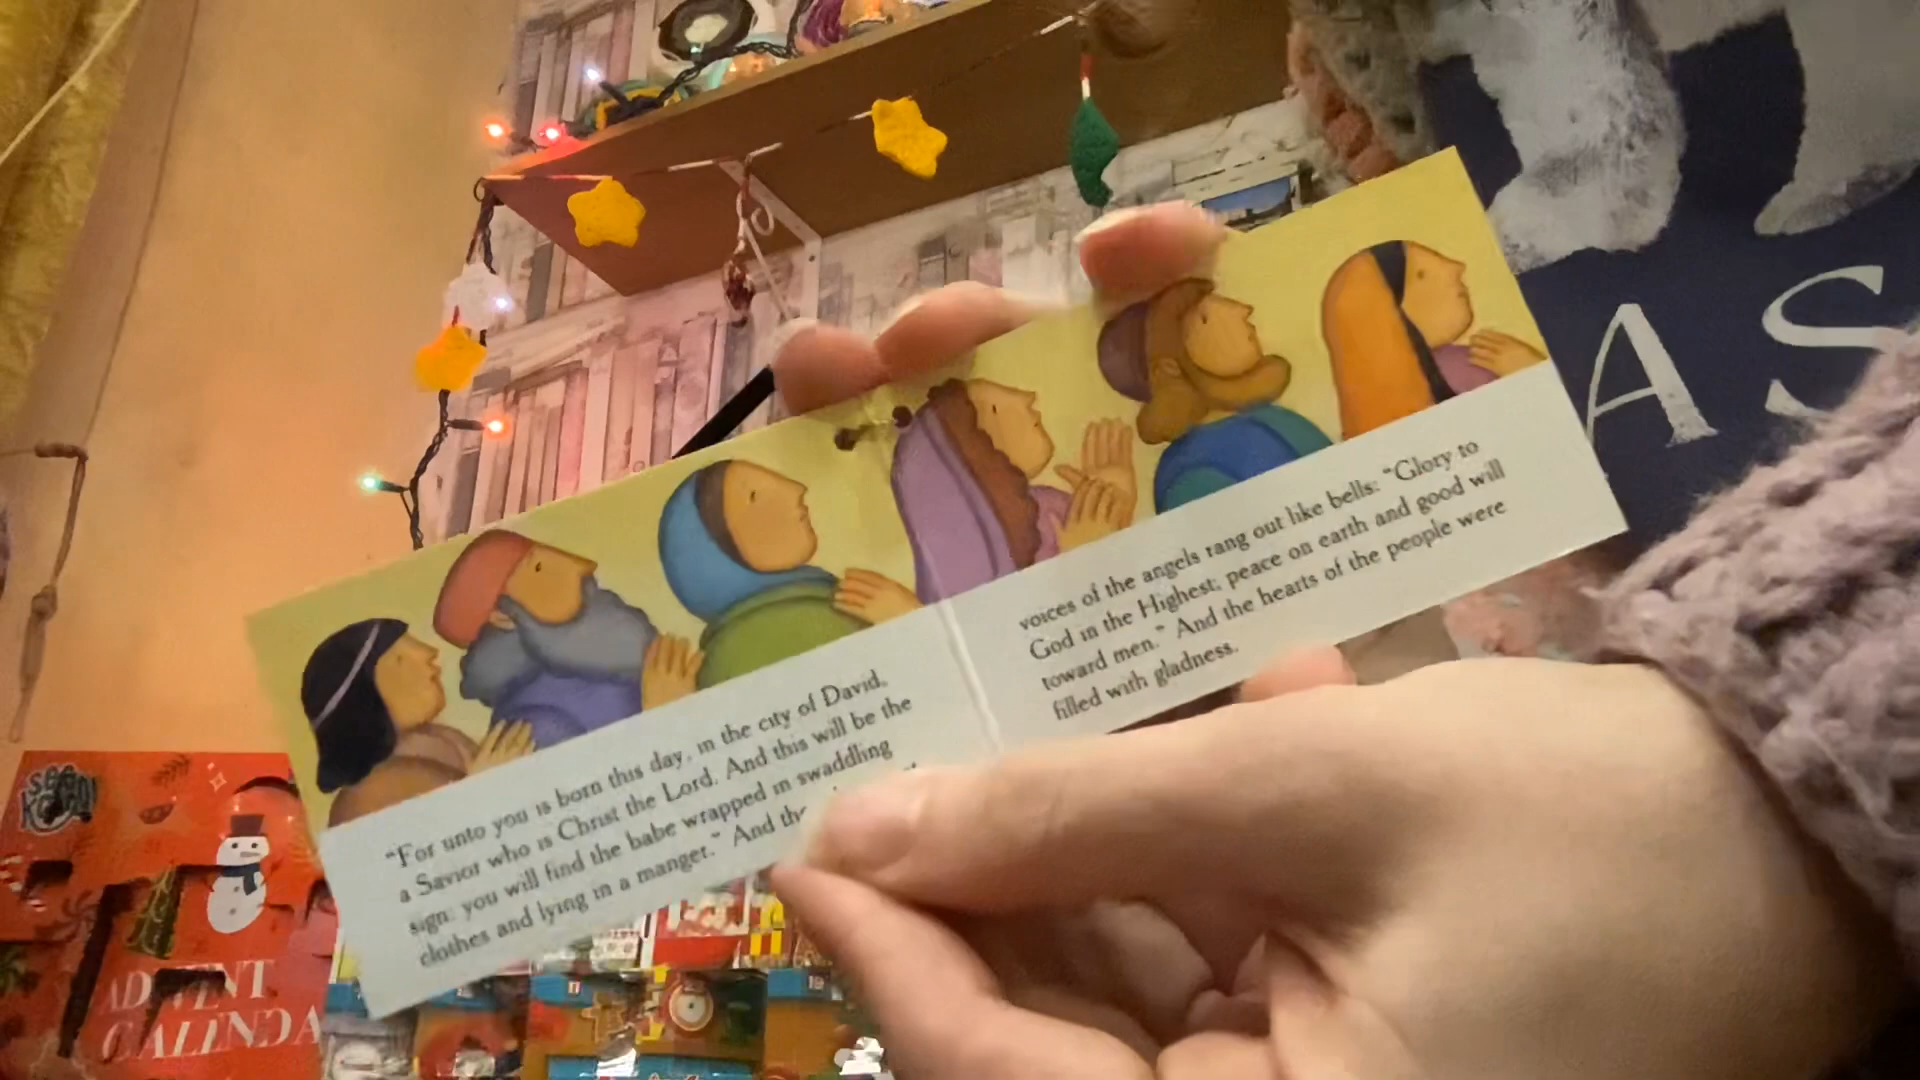 "For unto you is born this day, in the city of David,
a Savior who is Christ the Lord. And this will be the
sign: you will find the babe wrapped in swaddling
clothes and lying in a manger." And the
voices of the angels rang out like bells: "Glory to
God in the Highest; peace on earth and good will
toward men." And the hearts of the people were
filled with gladness.
AS
ADVENT
CALENDA
17